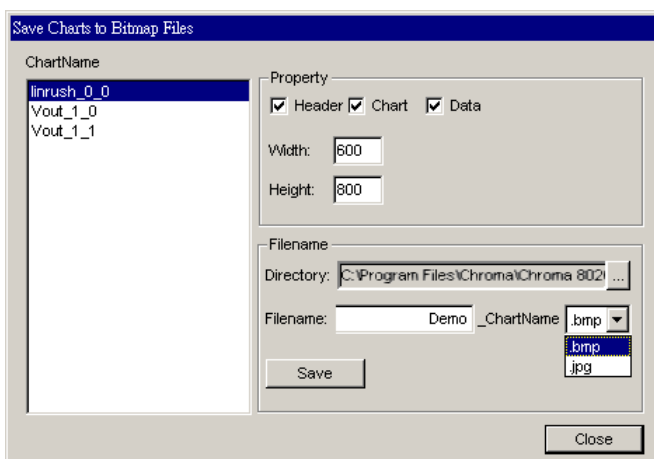 Save Charts to Bitmap Files
ChartName
Iinrush_0_0
Vout_1_0
Vout_1_1
Property
Header Chart Data
Width: 600
Height: 800
Filename
Directory: C:\Program Files\Chroma\Chroma 802 ...
Filename: Demo _ChartName .bmp
.bmp
.jpg
Save
Close